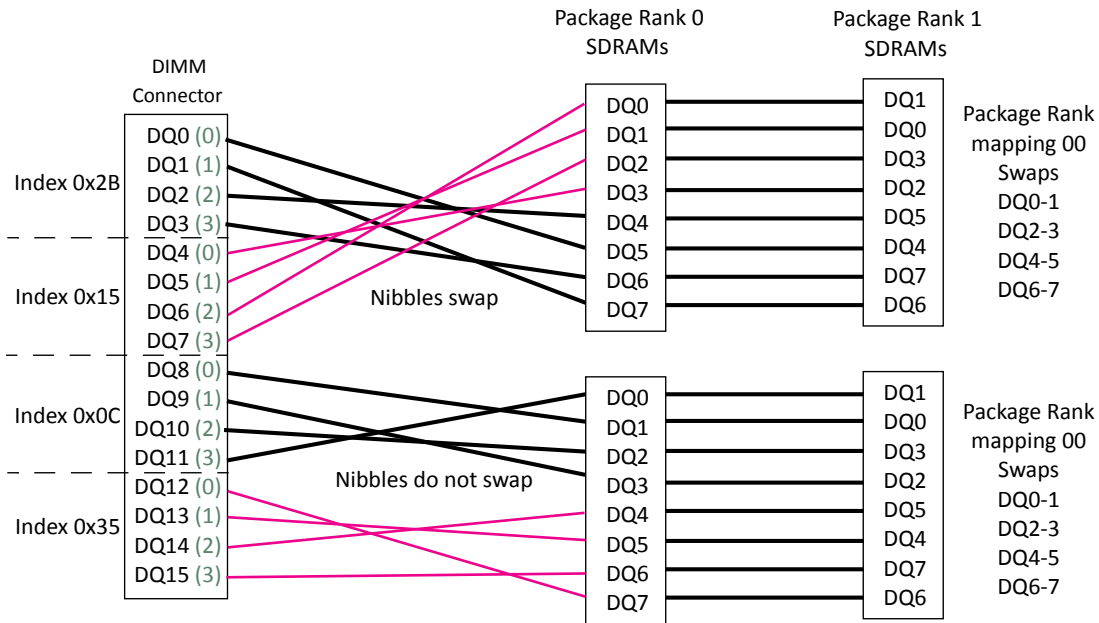 Package Rank 0
SDRAMs
Package Rank 1
SDRAMs
DIMM
Connector
Index 0x2B
Index 0x15
Index 0x0C
Index 0x35
DQ0 (0)
DQ1 (1)
DQ2 (2)
DQ3 (3)
DQ4 (0)
DQ5 (1)
DQ6 (2)
DQ7 (3)
DQ8 (0)
DQ9 (1)
DQ10 (2)
DQ11 (3)
DQ12 (0)
DQ13 (1)
DQ14 (2)
DQ15 (3)
Nibbles swap
Nibbles do not swap
DQ0
DQ1
DQ2
DQ3
DQ4
DQ5
DQ6
DQ7
DQ1
DQ0
DQ3
DQ2
DQ5
DQ4
DQ7
DQ6
Package Rank
mapping 00
Swaps
DQ0-1
DQ2-3
DQ4-5
DQ6-7
DQ0
DQ1
DQ2
DQ3
DQ4
DQ5
DQ6
DQ7
DQ1
DQ0
DQ3
DQ2
DQ5
DQ4
DQ7
DQ6
Package Rank
mapping 00
Swaps
DQ0-1
DQ2-3
DQ4-5
DQ6-7